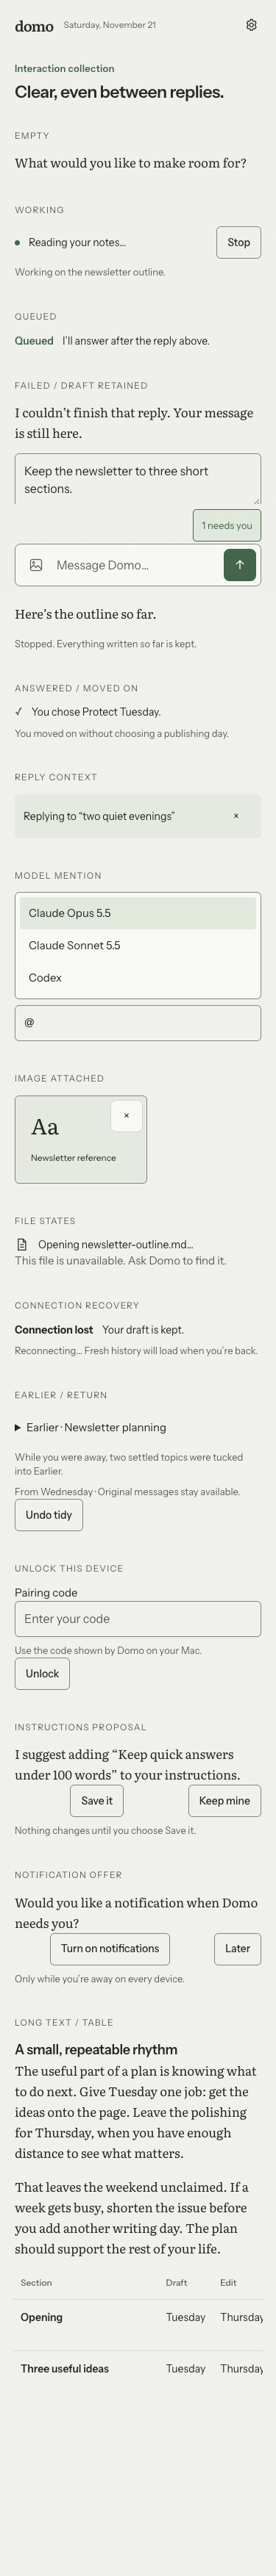 domo Saturday, November 21
Interaction collection
Clear, even between replies.
EMPTY
What would you like to make room for?
WORKING
Reading your notes... Stop
Working on the newsletter outline.
QUEUED
Queued I'll answer after the reply above.
FAILED / DRAFT RETAINED
I couldn't finish that reply. Your message
is still here.
Keep the newsletter to three short
sections.
1 needs you
Message Domo...
Here's the outline so far.
Stopped. Everything written so far is kept.
ANSWERED / MOVED ON
✓ You chose Protect Tuesday.
You moved on without choosing a publishing day.
REPLY CONTEXT
Replying to “two quiet evenings” ×
MODEL MENTION
Claude Opus 5.5
Claude Sonnet 5.5
Codex
@
IMAGE ATTACHED
×
Aa
Newsletter reference
FILE STATES
Opening newsletter-outline.md...
This file is unavailable. Ask Domo to find it.
CONNECTION RECOVERY
Connection lost Your draft is kept.
Reconnecting... Fresh history will load when you're back.
EARLIER / RETURN
Earlier · Newsletter planning
While you were away, two settled topics were tucked
into Earlier.
From Wednesday · Original messages stay available.
Undo tidy
UNLOCK THIS DEVICE
Pairing code
Enter your code
Use the code shown by Domo on your Mac.
Unlock
INSTRUCTIONS PROPOSAL
I suggest adding “Keep quick answers
under 100 words” to your instructions.
Save it Keep mine
Nothing changes until you choose Save it.
NOTIFICATION OFFER
Would you like a notification when Domo
needs you?
Turn on notifications Later
Only while you're away on every device.
LONG TEXT / TABLE
A small, repeatable rhythm
The useful part of a plan is knowing what
to do next. Give Tuesday one job: get the
ideas onto the page. Leave the polishing
for Thursday, when you have enough
distance to see what matters.
That leaves the weekend unclaimed. If a
week gets busy, shorten the issue before
you add another writing day. The plan
should support the rest of your life.
Section Draft Edit
Opening Tuesday Thursday
Three useful ideas Tuesday Thursday